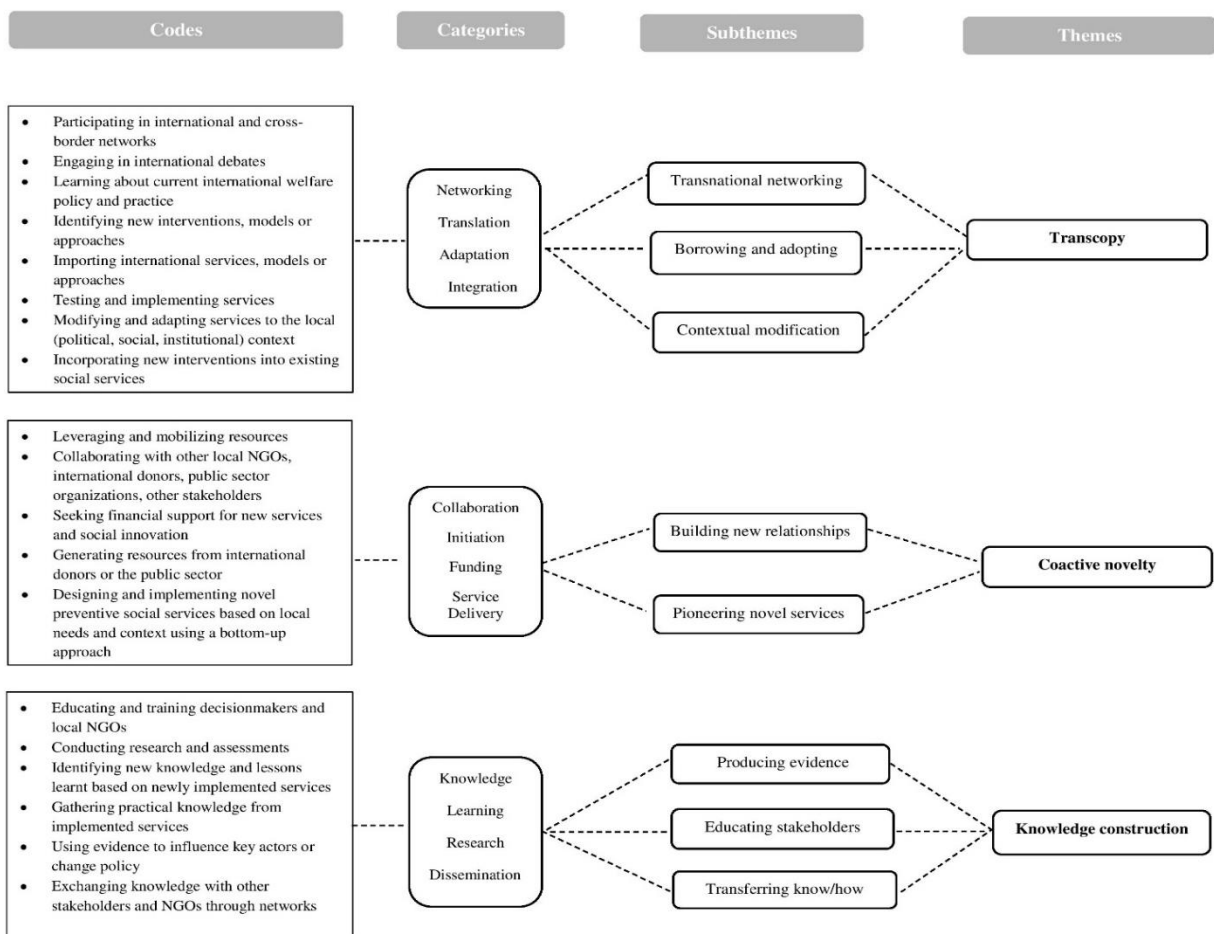 Codes
Categories
Subthemes
Themes
• Participating in international and cross-
border networks
• Engaging in international debates
• Learning about current international welfare
policy and practice
• Identifying new interventions, models or
approaches
• Importing international services, models or
approaches
• Testing and implementing services
• Modifying and adapting services to the local
(political, social, institutional) context
• Incorporating new interventions into existing
social services
Networking
Translation
Adaptation
Integration
Transnational networking
Borrowing and adopting
Contextual modification
Transcopy
• Leveraging and mobilizing resources
• Collaborating with other local NGOs,
international donors, public sector
organizations, other stakeholders
• Seeking financial support for new services
and social innovation
• Generating resources from international
donors or the public sector
• Designing and implementing novel
preventive social services based on local
needs and context using a bottom-up
approach
Collaboration
Initiation
Funding
Service
Delivery
Building new relationships
Pioneering novel services
Coactive novelty
• Educating and training decisionmakers and
local NGOs
• Conducting research and assessments
• Identifying new knowledge and lessons
learnt based on newly implemented services
• Gathering practical knowledge from
implemented services
• Using evidence to influence key actors or
change policy
• Exchanging knowledge with other
stakeholders and NGOs through networks
Knowledge
Learning
Research
Dissemination
Producing evidence
Educating stakeholders
Transferring know/how
Knowledge construction